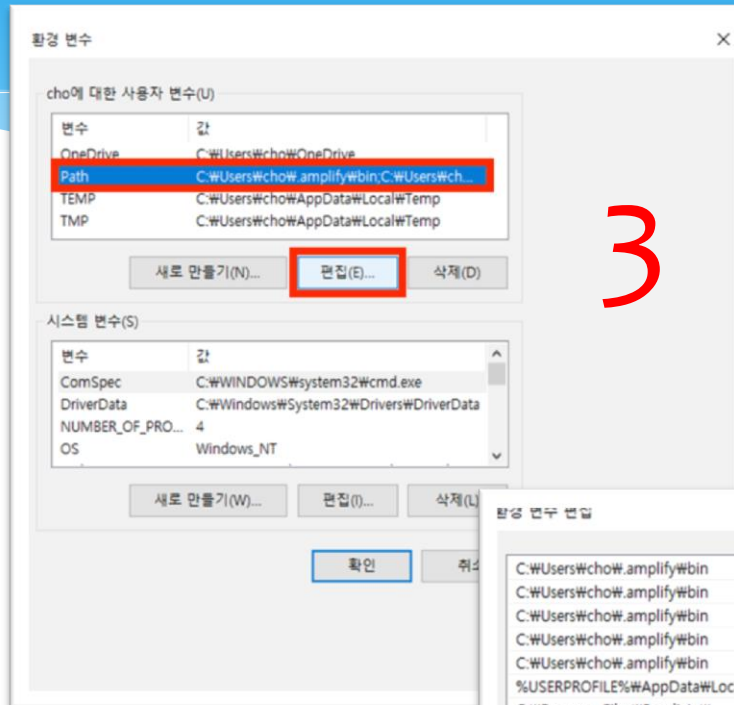 환경 변수
cho에 대한 사용자 변수(U)
변수 값
OneDrive C:₩Users₩cho₩OneDrive
Path C:₩Users₩cho₩.amplify₩bin;C:₩Users₩ch...
TEMP C:₩Users₩cho₩AppData₩Local₩Temp
TMP C:₩Users₩cho₩AppData₩Local₩Temp
새로 만들기(N)... 편집(E)... 삭제(D)
3
시스템 변수(S)
변수 값
ComSpec C:₩WINDOWS₩system32₩cmd.exe
DriverData C:₩Windows₩System32₩Drivers₩DriverData
NUMBER_OF_PRO... 4
OS Windows_NT
새로 만들기(W)... 편집(I)... 삭제(L)
확인 취소
환경 변수 편집
C:₩Users₩cho₩.amplify₩bin
C:₩Users₩cho₩.amplify₩bin
C:₩Users₩cho₩.amplify₩bin
C:₩Users₩cho₩.amplify₩bin
C:₩Users₩cho₩.amplify₩bin
%USERPROFILE%₩AppData₩Loc